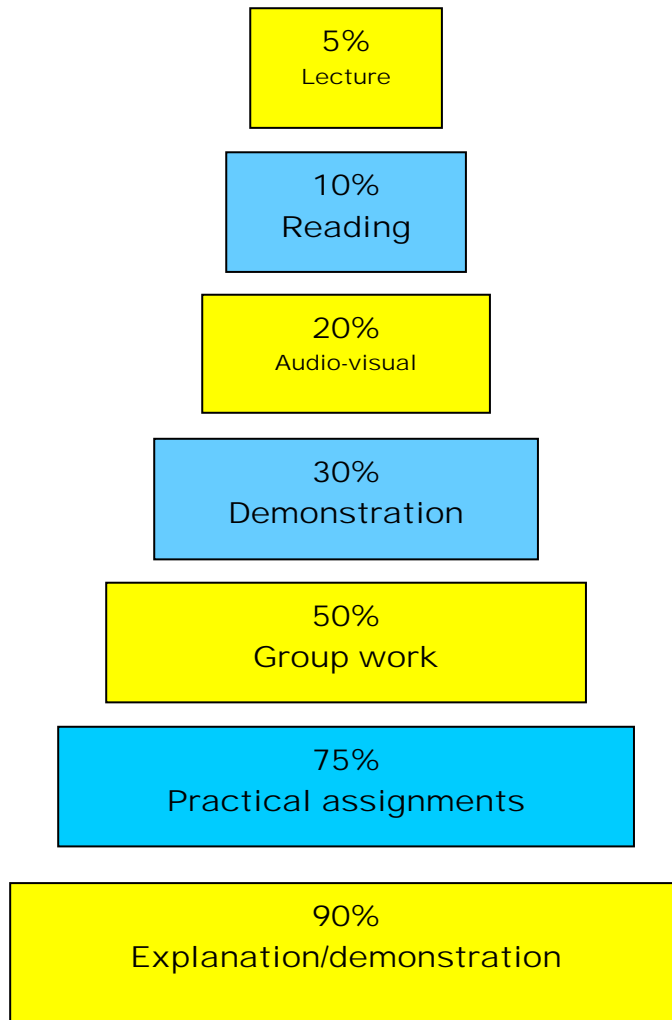 5%
Lecture
10%
Reading
20%
Audio-visual
30%
Demonstration
50%
Group work
75%
Practical assignments
90%
Explanation/demonstration